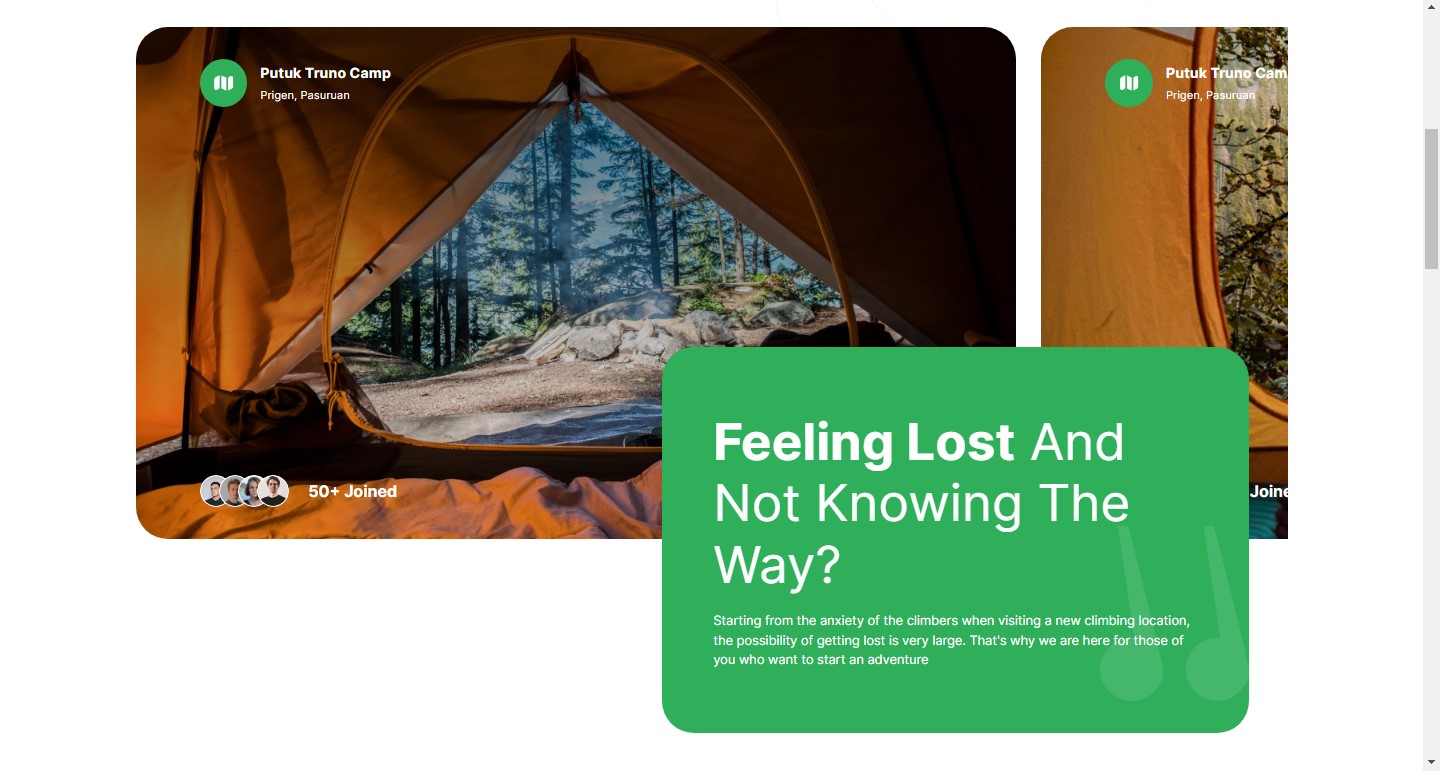 Putuk Truno Camp
Prigen, Pasuruan
50+ Joined
Putuk Truno Cam
Prigen, Pasuruan
Joine
Feeling Lost And
Not Knowing The
Way?
Starting from the anxiety of the climbers when visiting a new climbing location,
the possibility of getting lost is very large. That's why we are here for those of
you who want to start an adventure